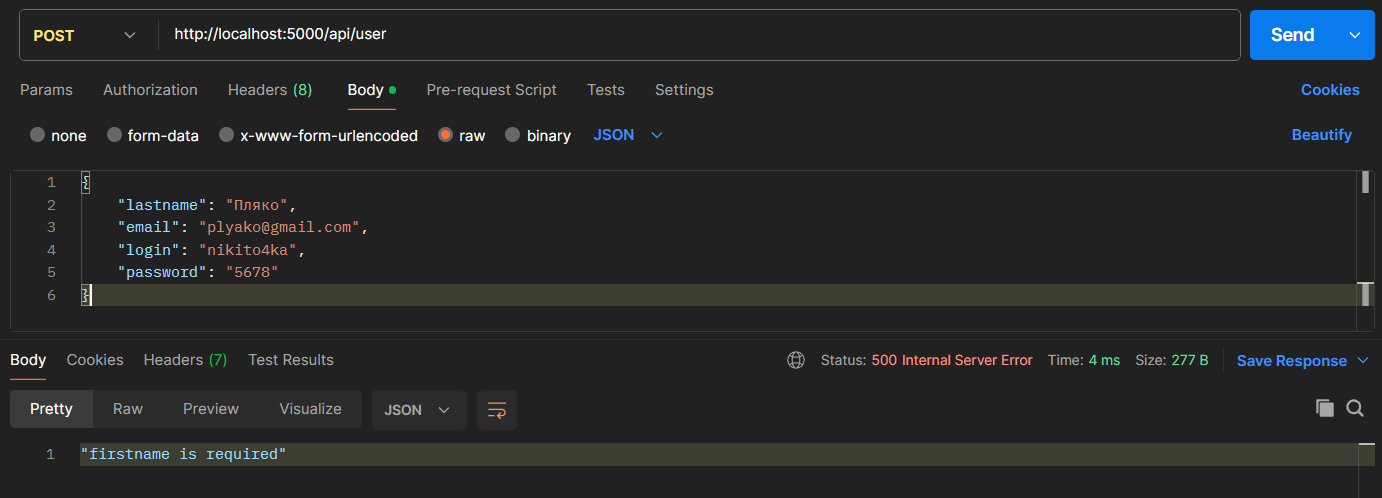 POST http://localhost:5000/api/user Send
Params Authorization Headers (8) Body Pre-request Script Tests Settings Cookies
none form-data x-www-form-urlencoded raw binary JSON Beautify
1 {
2 "lastname": "Пляко",
3 "email": "plyako@gmail.com",
4 "login": "nikito4ka",
5 "password": "5678"
6 }
Body Cookies Headers (7) Test Results Status: 500 Internal Server Error Time: 4 ms Size: 277 B Save Response
Pretty Raw Preview Visualize JSON
1 "firstname is required"